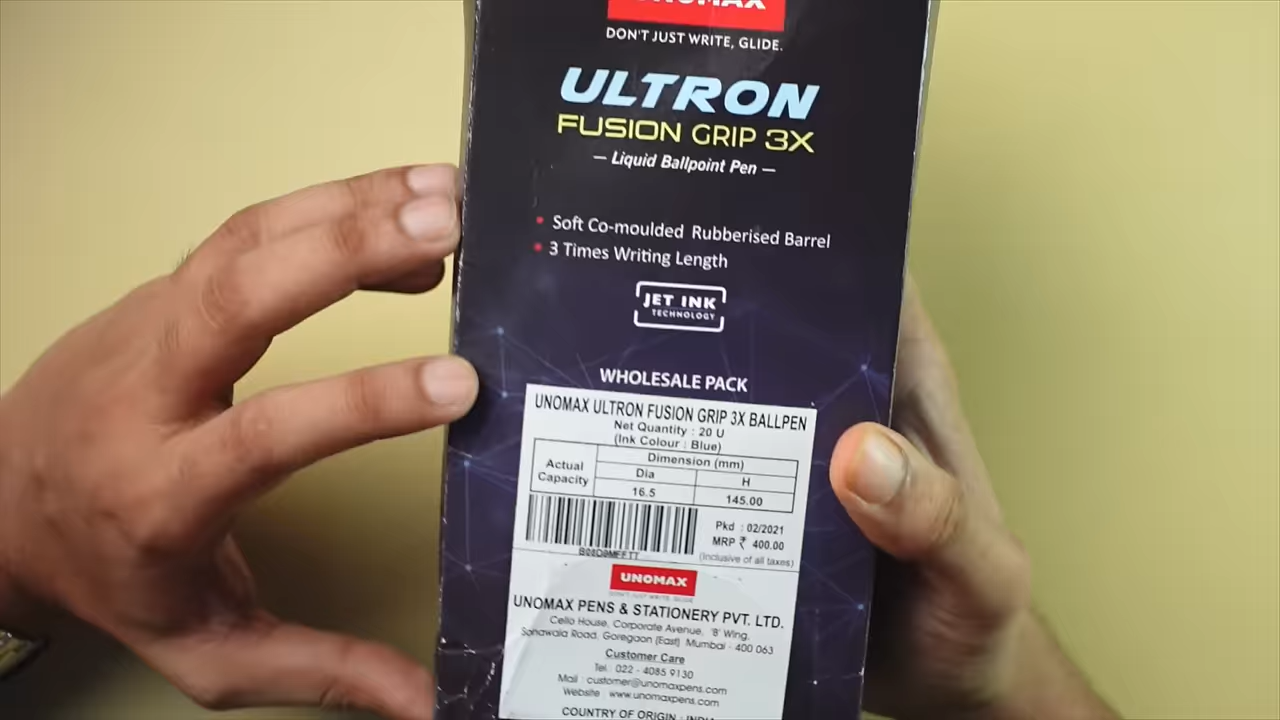 UNOMAX
DON'T JUST WRITE, GLIDE.
ULTRON
FUSION GRIP 3X
— Liquid Ballpoint Pen —
• Soft Co-moulded Rubberised Barrel
• 3 Times Writing Length
JET INK
TECHNOLOGY
WHOLESALE PACK
UNOMAX ULTRON FUSION GRIP 3X BALLPEN
Net Quantity : 20 U
(Ink Colour : Blue)
Actual Capacity
Dimension (mm)
Dia H
16.5 145.00
Pkd : 02/2021
MRP ₹ 400.00
(Inclusive of all taxes)
UNOMAX
DON'T JUST WRITE, GLIDE.
UNOMAX PENS & STATIONERY PVT. LTD.
Cello House, Corporate Avenue, 'B' Wing,
Sonawala Road, Goregaon (East) Mumbai - 400 063
Customer Care
Tel : 022 - 4085 9130
Mail : customer@unomaxpens.com
Website : www.unomaxpens.com
COUNTRY OF ORIGIN : INDIA